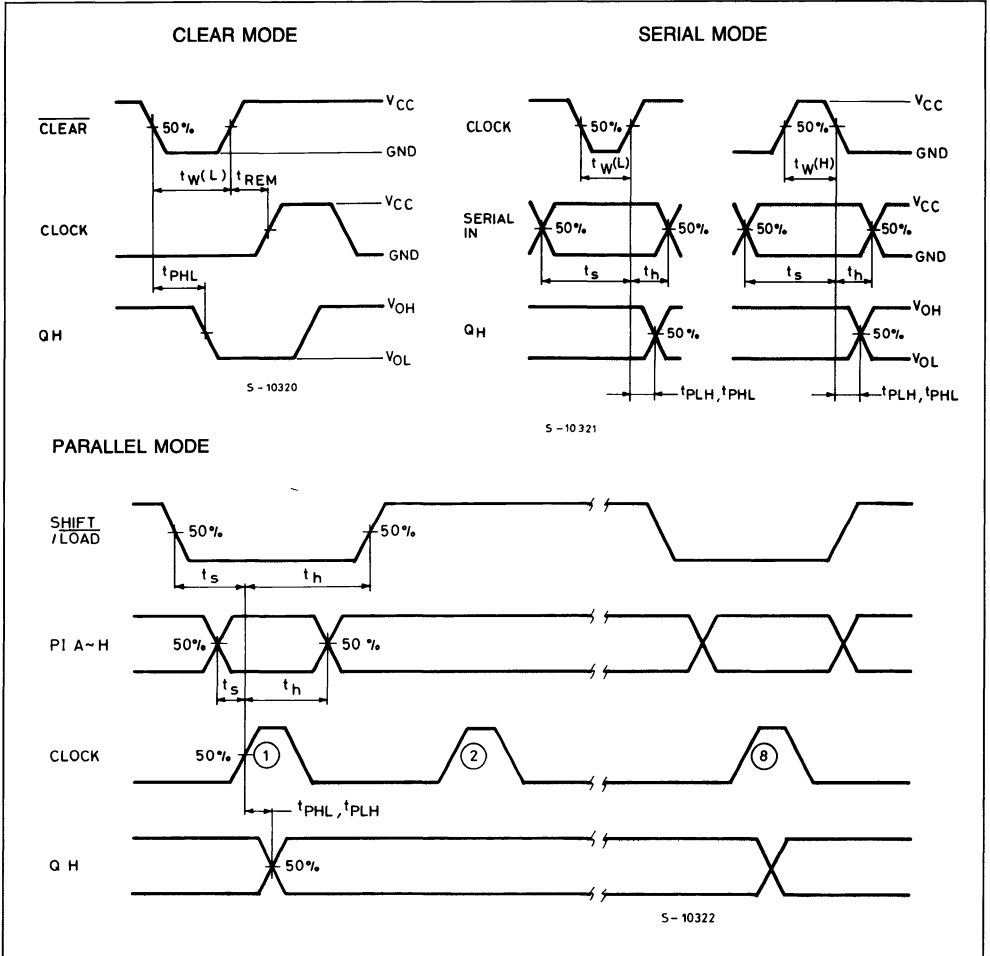 CLEAR MODE
CLEAR
50%
VCC
GND
tW(L)
tREM
CLOCK
VCC
GND
tPHL
QH
VOH
VOL
S-10320
SERIAL MODE
CLOCK
50%
tW(L)
50%
tW(H)
VCC
GND
SERIAL
IN
50%
50%
50%
50%
VCC
GND
ts
th
ts
th
QH
50%
50%
VOH
VOL
tPLH, tPHL
tPLH, tPHL
S-10321
PARALLEL MODE
SHIFT
/LOAD
50%
50%
ts
th
PI A~H
50%
50%
ts
th
CLOCK
50%
1
2
8
tPHL, tPLH
QH
50%
S-10322